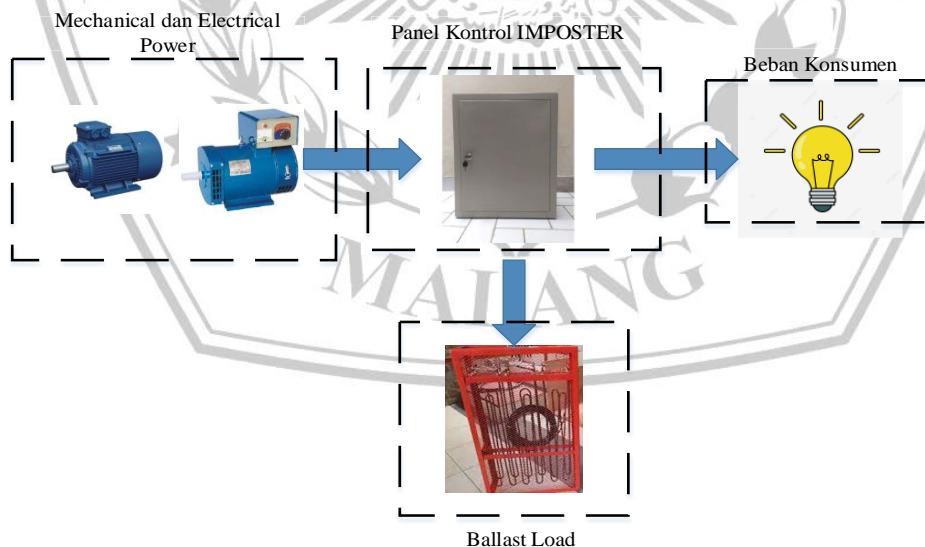 Mechanical dan Electrical
Power
Panel Kontrol IMPOSTER
Beban Konsumen
MALANG
Ballast Load